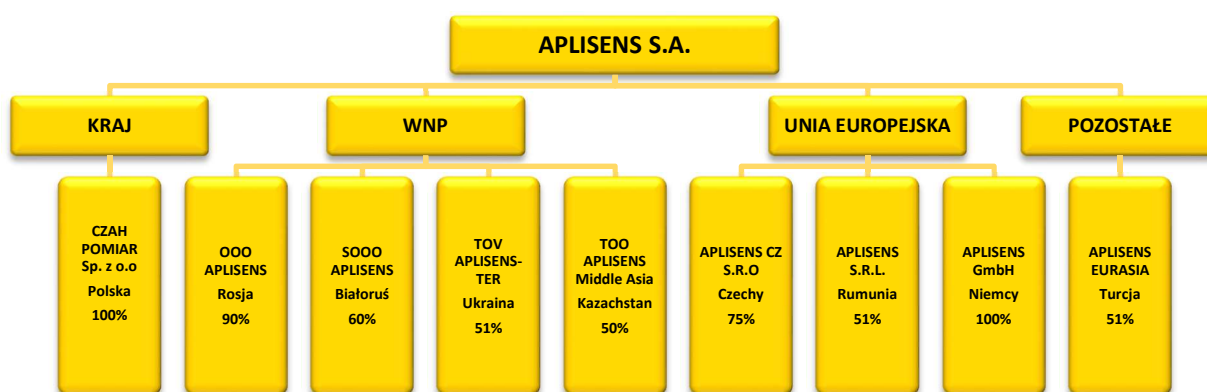 APLISENS S.A.
KRAJ
WNP
UNIA EUROPEJSKA
POZOSTAŁE
CZAH
POMIAR
Sp. z o.o
Polska
100%
OOO
APLISENS
Rosja
90%
SOOO
APLISENS
Białoruś
60%
TOV
APLISENS-
TER
Ukraina
51%
TOO
APLISENS
Middle Asia
Kazachstan
50%
APLISENS CZ
S.R.O
Czechy
75%
APLISENS
S.R.L.
Rumunia
51%
APLISENS
GmbH
Niemcy
100%
APLISENS
EURASIA
Turcja
51%